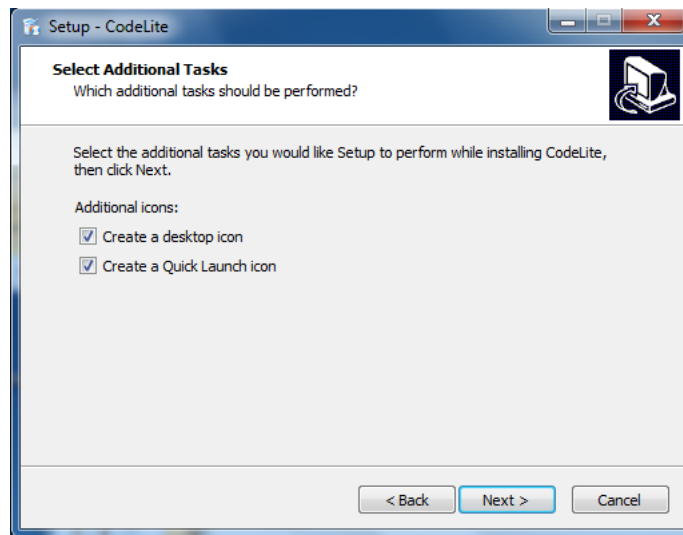 Setup - CodeLite
Select Additional Tasks
Which additional tasks should be performed?
Select the additional tasks you would like Setup to perform while installing CodeLite,
then click Next.
Additional icons:
Create a desktop icon
Create a Quick Launch icon
< Back
Next >
Cancel